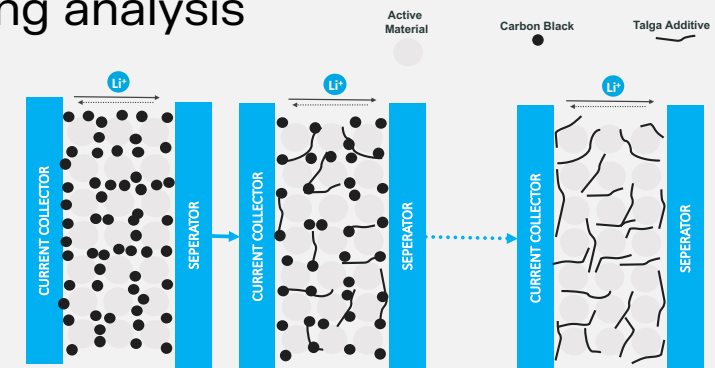 ng analysis
Active
Material
Carbon Black
Talga Additive
Li+
Li+
Li+
CURRENT COLLECTOR
SEPERATOR
CURRENT COLLECTOR
SEPERATOR
CURRENT COLLECTOR
SEPERATOR